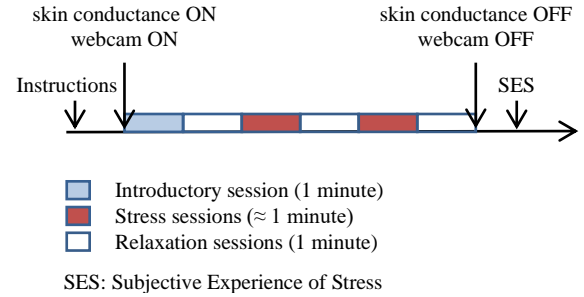 skin conductance ON
webcam ON
skin conductance OFF
webcam OFF
Instructions
SES
Introductory session (1 minute)
Stress sessions (≈ 1 minute)
Relaxation sessions (1 minute)
SES: Subjective Experience of Stress